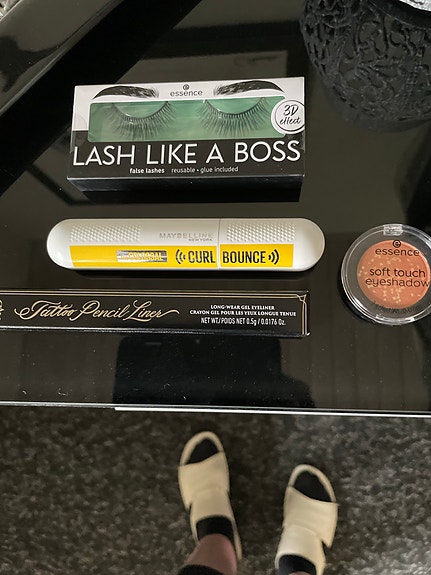 essence
3D
effect
LASH LIKE A BOSS
false lashes reusable • glue included
MAYBELLINE
NEW YORK
COLOSSAL CURL BOUNCE
essence
soft touch
eyeshadow
Tattoo Pencil Liner
LONG-WEAR GEL EYELINER
CRAYON GEL POUR LES YEUX LONGUE TENUE
NET WT/POIDS NET 0.5g / 0.0176 Oz.